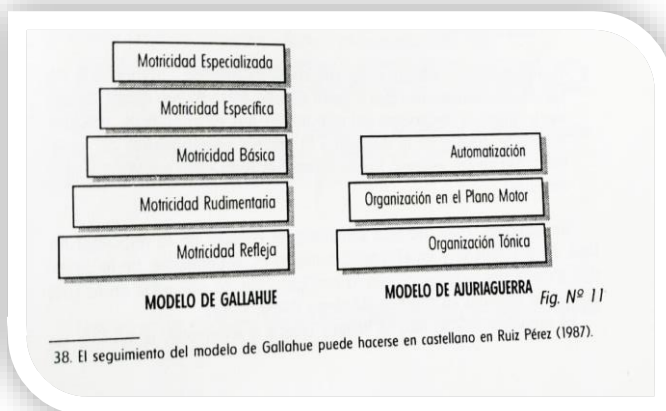 Motricidad Especializada
Motricidad Específica
Motricidad Básica
Motricidad Rudimentaria
Motricidad Refleja
MODELO DE GALLAHUE
Automatización
Organización en el Plano Motor
Organización Tónica
MODELO DE AJURIAGUERRA
Fig. Nº 11
38. El seguimiento del modelo de Gallahue puede hacerse en castellano en Ruiz Pérez (1987).